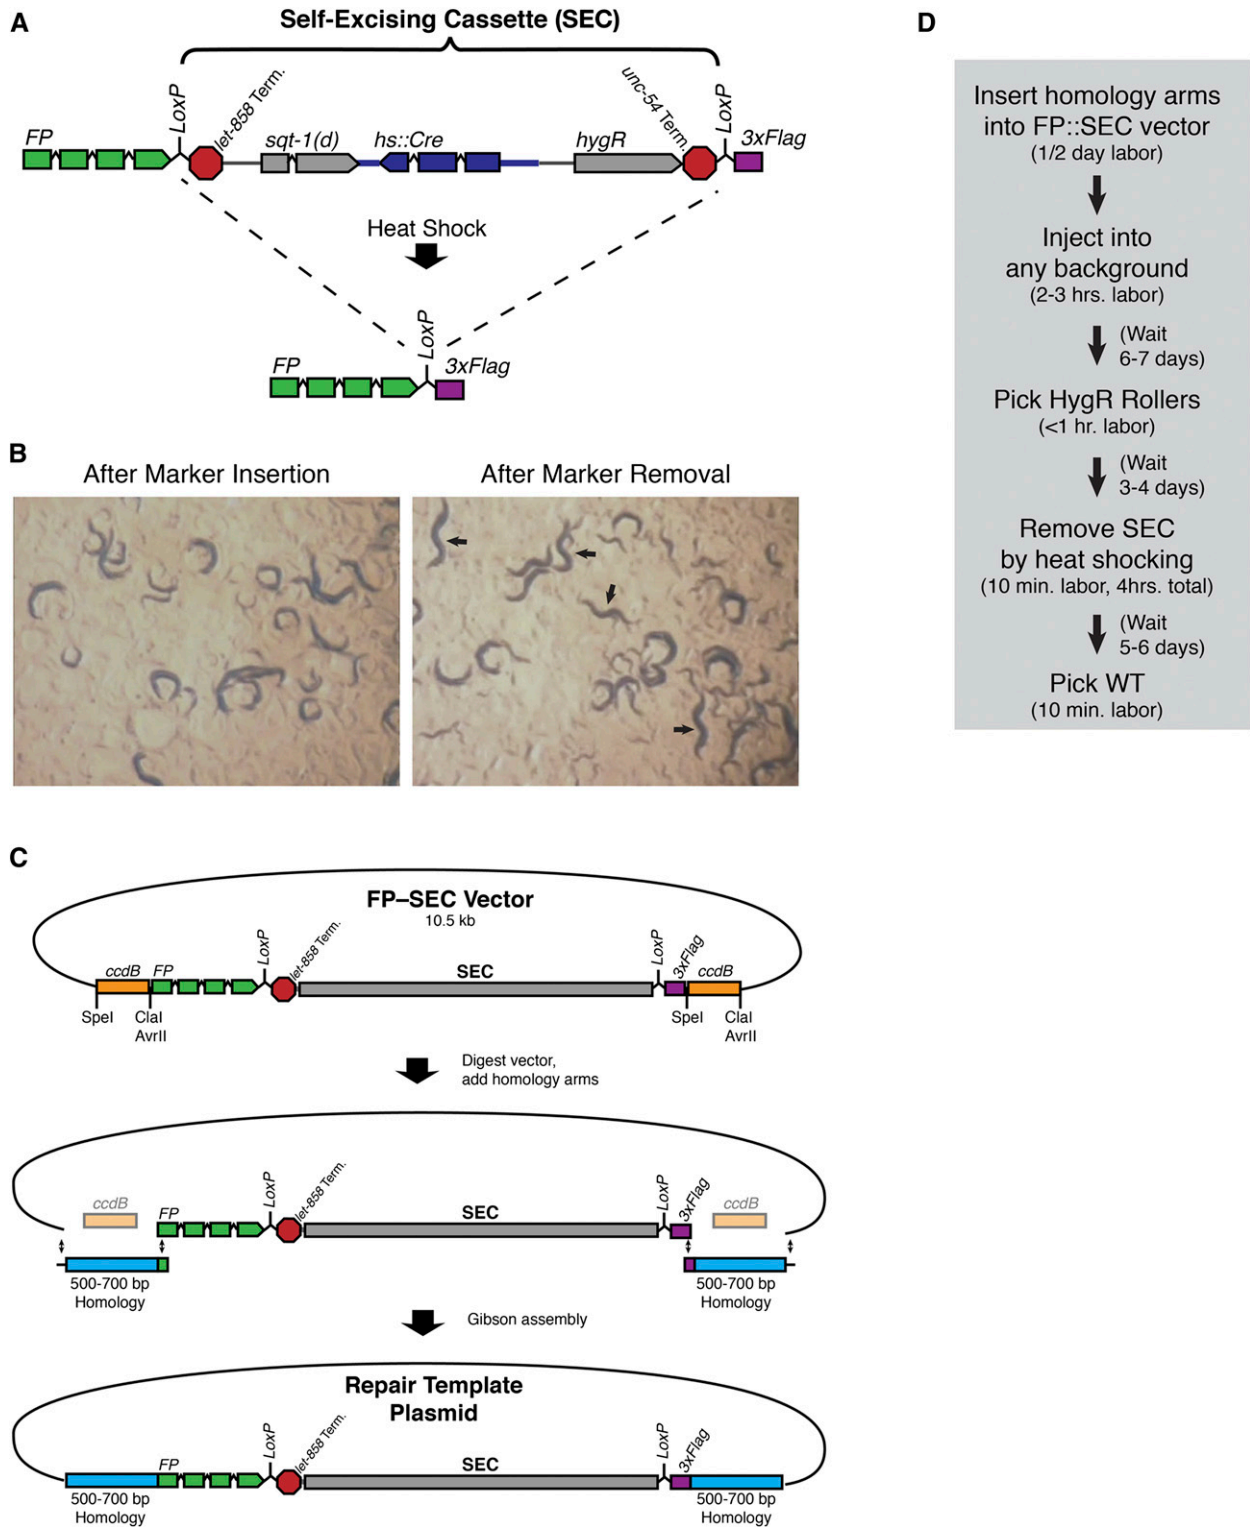 A
Self-Excising Cassette (SEC)
FP
LoxP
let-858 Term.
sqt-1(d)
hs::Cre
hygR
unc-54 Term.
LoxP
3xFlag
Heat Shock
FP
LoxP
3xFlag
B
After Marker Insertion
After Marker Removal
C
FP–SEC Vector
10.5 kb
ccdB
FP
LoxP
let-858 Term.
SEC
LoxP
3xFlag
ccdB
SpeI
ClaI
AvrII
SpeI
ClaI
AvrII
Digest vector,
add homology arms
ccdB
FP
LoxP
let-858 Term.
SEC
LoxP
3xFlag
ccdB
500-700 bp
Homology
500-700 bp
Homology
Gibson assembly
Repair Template
Plasmid
FP
LoxP
let-858 Term.
SEC
LoxP
3xFlag
500-700 bp
Homology
500-700 bp
Homology
D
Insert homology arms
into FP::SEC vector
(1/2 day labor)
Inject into
any background
(2-3 hrs. labor)
(Wait
6-7 days)
Pick HygR Rollers
(<1 hr. labor)
(Wait
3-4 days)
Remove SEC
by heat shocking
(10 min. labor, 4hrs. total)
(Wait
5-6 days)
Pick WT
(10 min. labor)